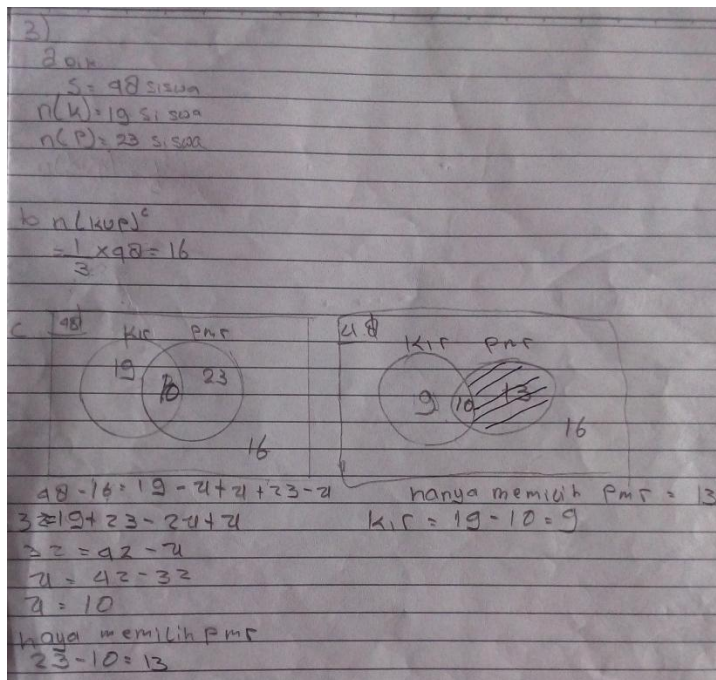 3)
a Dik
S = 48 siswa
n(K) = 19 siswa
n(P) = 23 siswa
b n(KUP)ᶜ
= 1/3 x 48 = 16
c 48 Kir Pmr
19 10 23
16
48 Kir Pmr
9 10 13
16
48 - 16 = 19 - x + x + 23 - x
32 = 19 + 23 - 2x + x
32 = 42 - x
x = 42 - 32
x = 10
haya memilih Pmr
23 - 10 = 13
hanya memilih Pmr = 13
Kir = 19 - 10 = 9